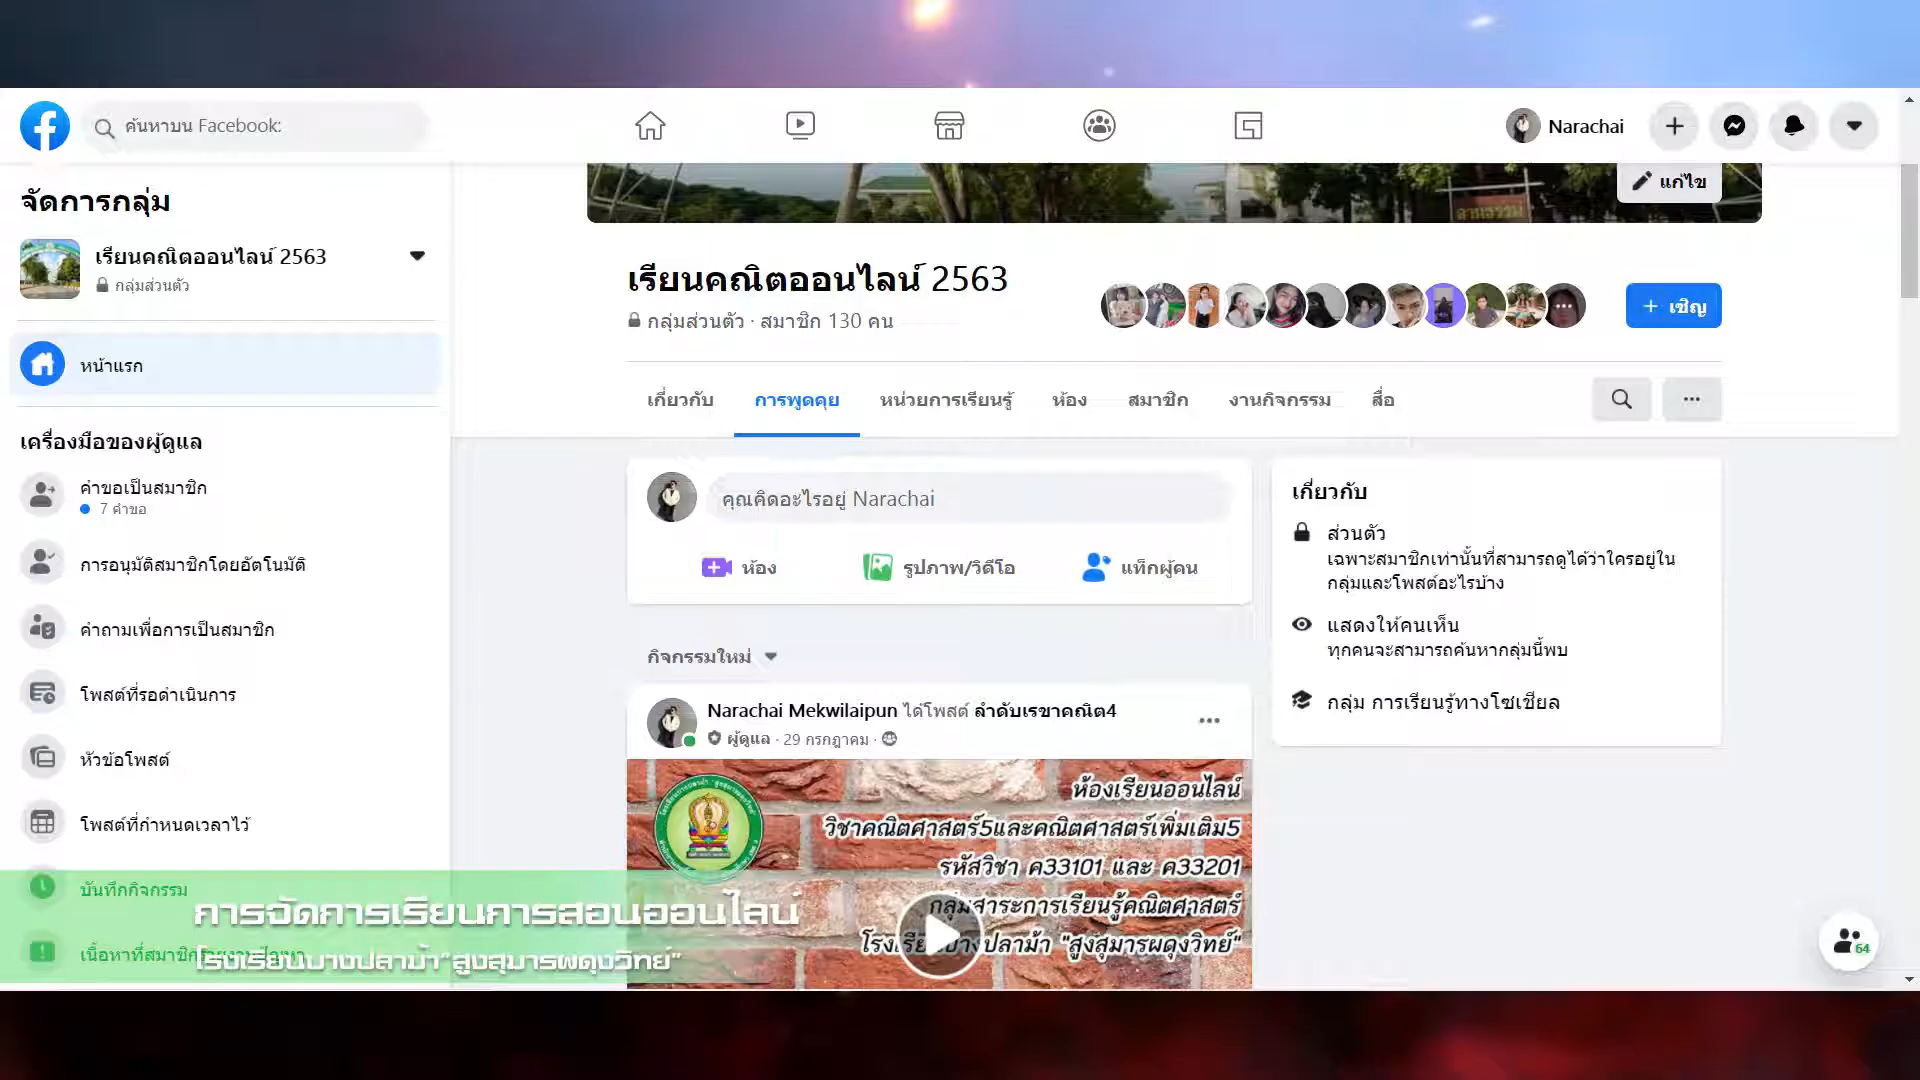 ค้นหาบน Facebook:
Narachai
จัดการกลุ่ม
เรียนคณิตออนไลน์ 2563
กลุ่มส่วนตัว
หน้าแรก
เครื่องมือของผู้ดูแล
คำขอเป็นสมาชิก
7 คำขอ
การอนุมัติสมาชิกโดยอัตโนมัติ
คำถามเพื่อการเป็นสมาชิก
โพสต์ที่รอดำเนินการ
หัวข้อโพสต์
โพสต์ที่กำหนดเวลาไว้
บันทึกกิจกรรม
เนื้อหาที่สมาชิก
แก้ไข
เรียนคณิตออนไลน์ 2563
กลุ่มส่วนตัว · สมาชิก 130 คน
+ เชิญ
เกี่ยวกับ การพูดคุย หน่วยการเรียนรู้ ห้อง สมาชิก งานกิจกรรม สื่อ
คุณคิดอะไรอยู่ Narachai
ห้อง รูปภาพ/วิดีโอ แท็กผู้คน
กิจกรรมใหม่
Narachai Mekwilaipun ได้โพสต์ ลำดับเรขาคณิต4
ผู้ดูแล · 29 กรกฎาคม ·
ห้องเรียนออนไลน์
วิชาคณิตศาสตร์5และคณิตศาสตร์เพิ่มเติม5
รหัสวิชา ค33101 และ ค33201
กลุ่มสาระการเรียนรู้คณิตศาสตร์
โรงเรียนบางปลาม้า "สูงสุมารผดุงวิทย์"
เกี่ยวกับ
ส่วนตัว
เฉพาะสมาชิกเท่านั้นที่สามารถดูได้ว่าใครอยู่ใน
กลุ่มและโพสต์อะไรบ้าง
แสดงให้คนเห็น
ทุกคนจะสามารถค้นหากลุ่มนี้พบ
กลุ่ม การเรียนรู้ทางโซเชียล
64
การจัดการเรียนการสอนออนไลน์
โรงเรียนบางปลาม้า"สูงสุมารผดุงวิทย์"